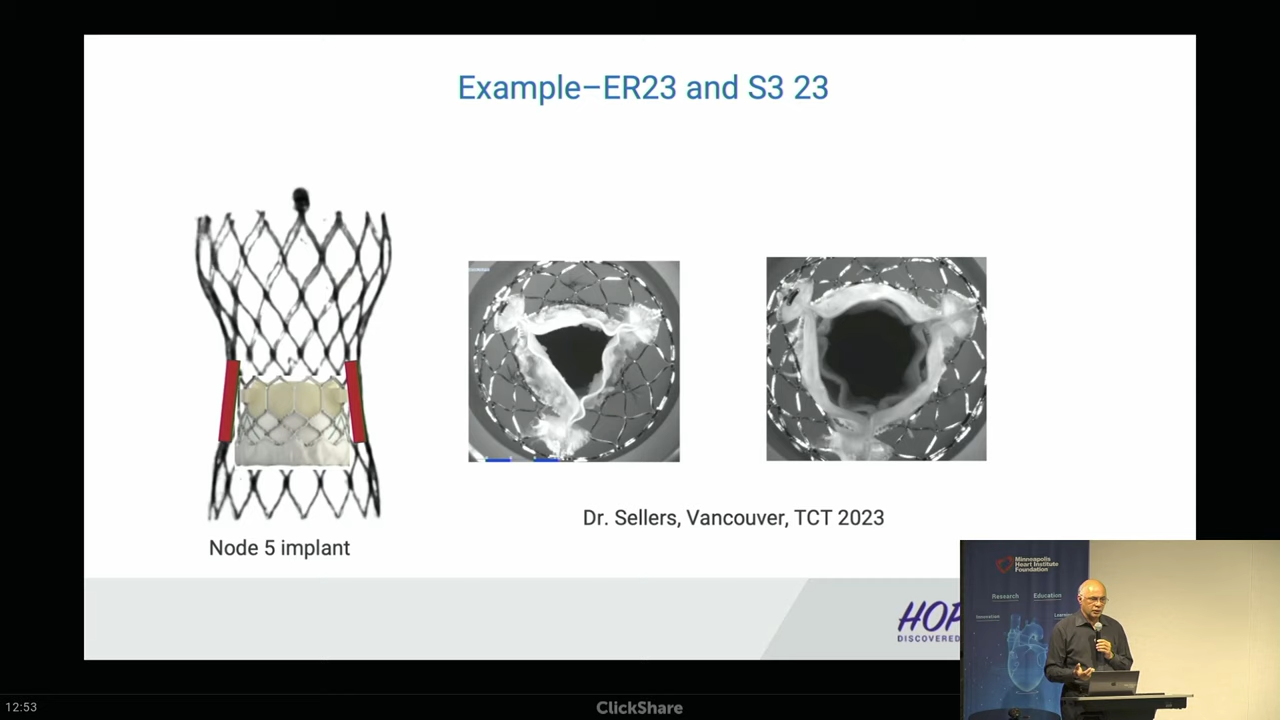 Example–ER23 and S3 23
Dr. Sellers, Vancouver, TCT 2023
Node 5 implant
HOP
DISCOVERED
Minneapolis
Heart Institute
Foundation
Research Education
Innovation
12:53
ClickShare